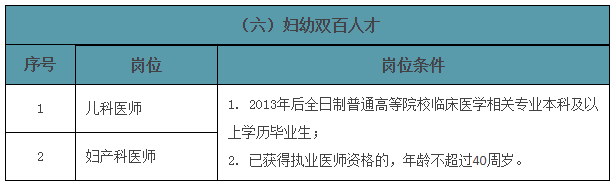 （六）妇幼双百人才
序号 岗位 岗位条件
1 儿科医师
2 妇产科医师
1. 2013年后全日制普通高等院校临床医学相关专业本科及以
上学历毕业生；
2. 已获得执业医师资格的，年龄不超过40周岁。